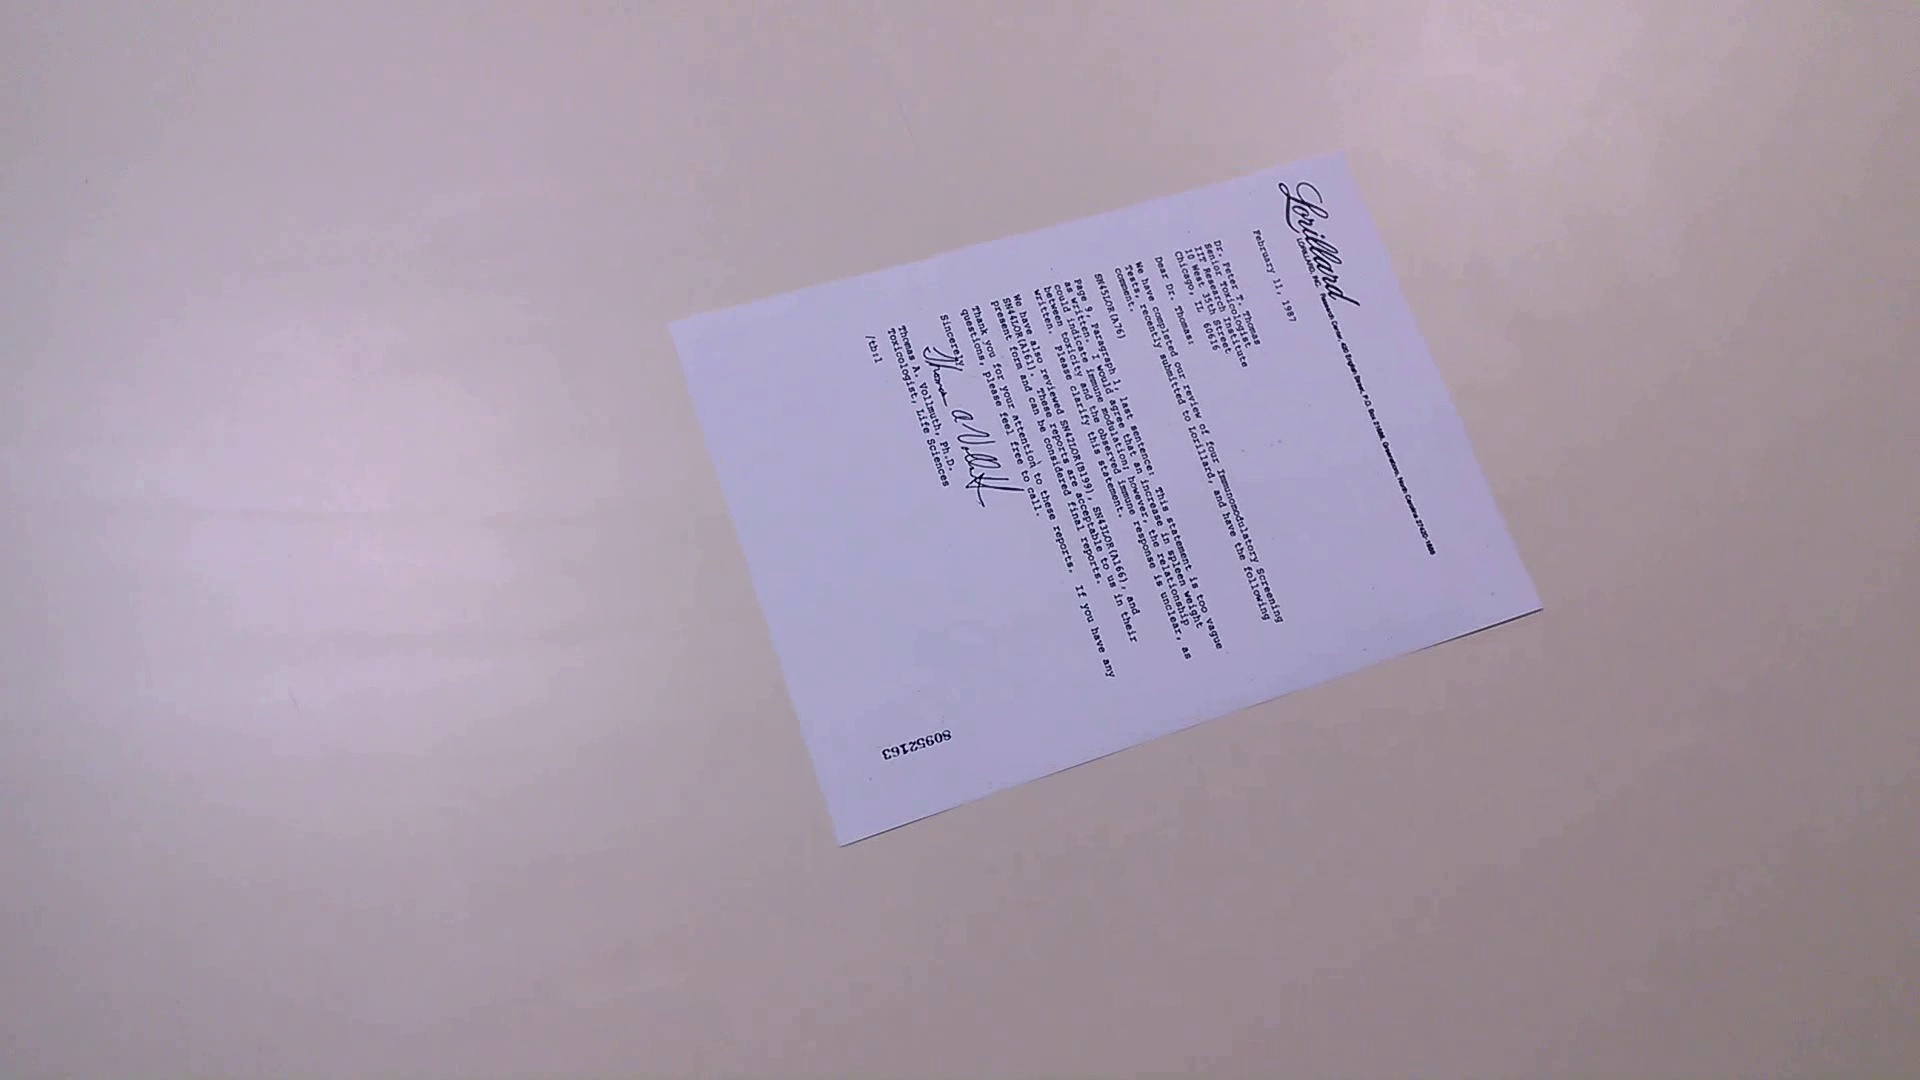 Lorillard
LORILLARD, INC. Research Center, 420 English Street, P.O. Box 21688, Greensboro, North Carolina 27420-1688
February 11, 1987
Dr. Peter T. Thomas
Senior Toxicologist
IIT Research Institute
10 West 35th Street
Chicago, IL 60616
Dear Dr. Thomas:
We have completed our review of four Immunomodulatory Screening
Tests, recently submitted to Lorillard, and have the following
comment.
SN45LOR(A76)
Page 9, Paragraph 1, last sentence: This statement is too vague
as written. I would agree that an increase in spleen weight
could indicate immune modulation; however, the relationship
between toxicity and the observed immune response is unclear, as
written. Please clarify this statement.
We have also reviewed SN42LOR(B199), SN43LOR(A166), and
SN44LOR(A161). These reports are acceptable to us in their
present form and can be considered final reports.
Thank you for your attention to these reports. If you have any
questions, please feel free to call.
Sincerely,
Thomas A. Vollmuth
Thomas A. Vollmuth, Ph.D.
Toxicologist, Life Sciences
/tb:l
80952163